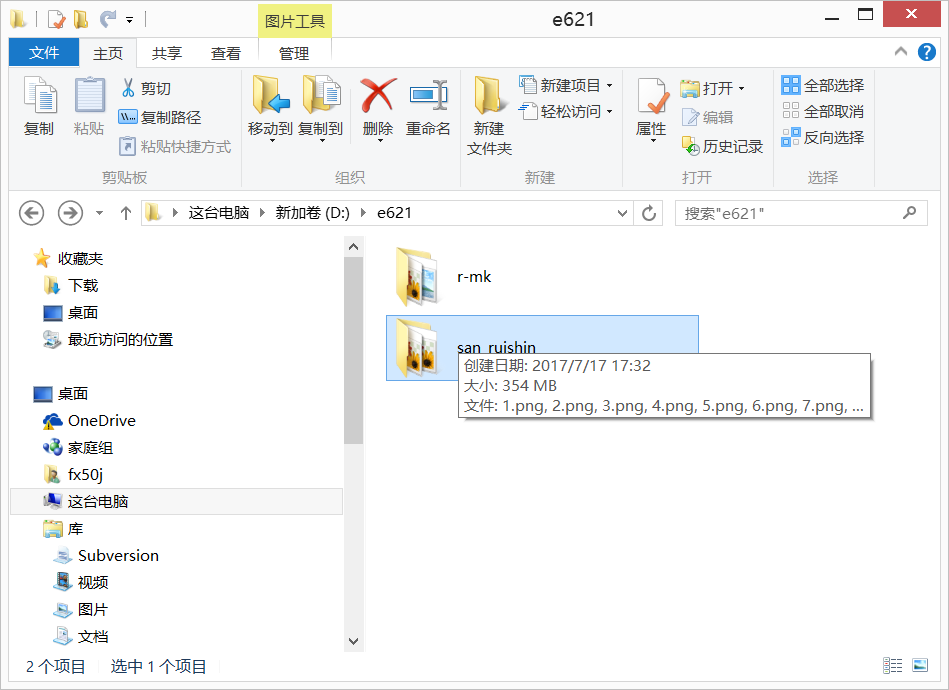 图片工具
e621
文件 主页 共享 查看 管理
复制
粘贴
剪切
复制路径
粘贴快捷方式
剪贴板
移动到 复制到
删除 重命名
组织
新建
文件夹
新建项目
轻松访问
新建
属性
打开
编辑
历史记录
打开
全部选择
全部取消
反向选择
选择
这台电脑 新加卷 (D:) e621
搜索"e621"
收藏夹
下载
桌面
最近访问的位置
桌面
OneDrive
家庭组
fx50j
这台电脑
库
Subversion
视频
图片
文档
r-mk
san_ruishin
创建日期: 2017/7/17 17:32
大小: 354 MB
文件: 1.png, 2.png, 3.png, 4.png, 5.png, 6.png, 7.png, ...
2 个项目 选中 1 个项目